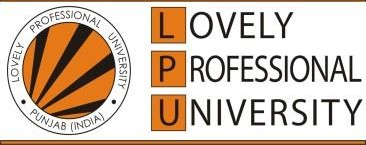 LOVELY PROFESSIONAL UNIVERSITY
• PUNJAB (INDIA) •
LOVELY
PROFESSIONAL
UNIVERSITY